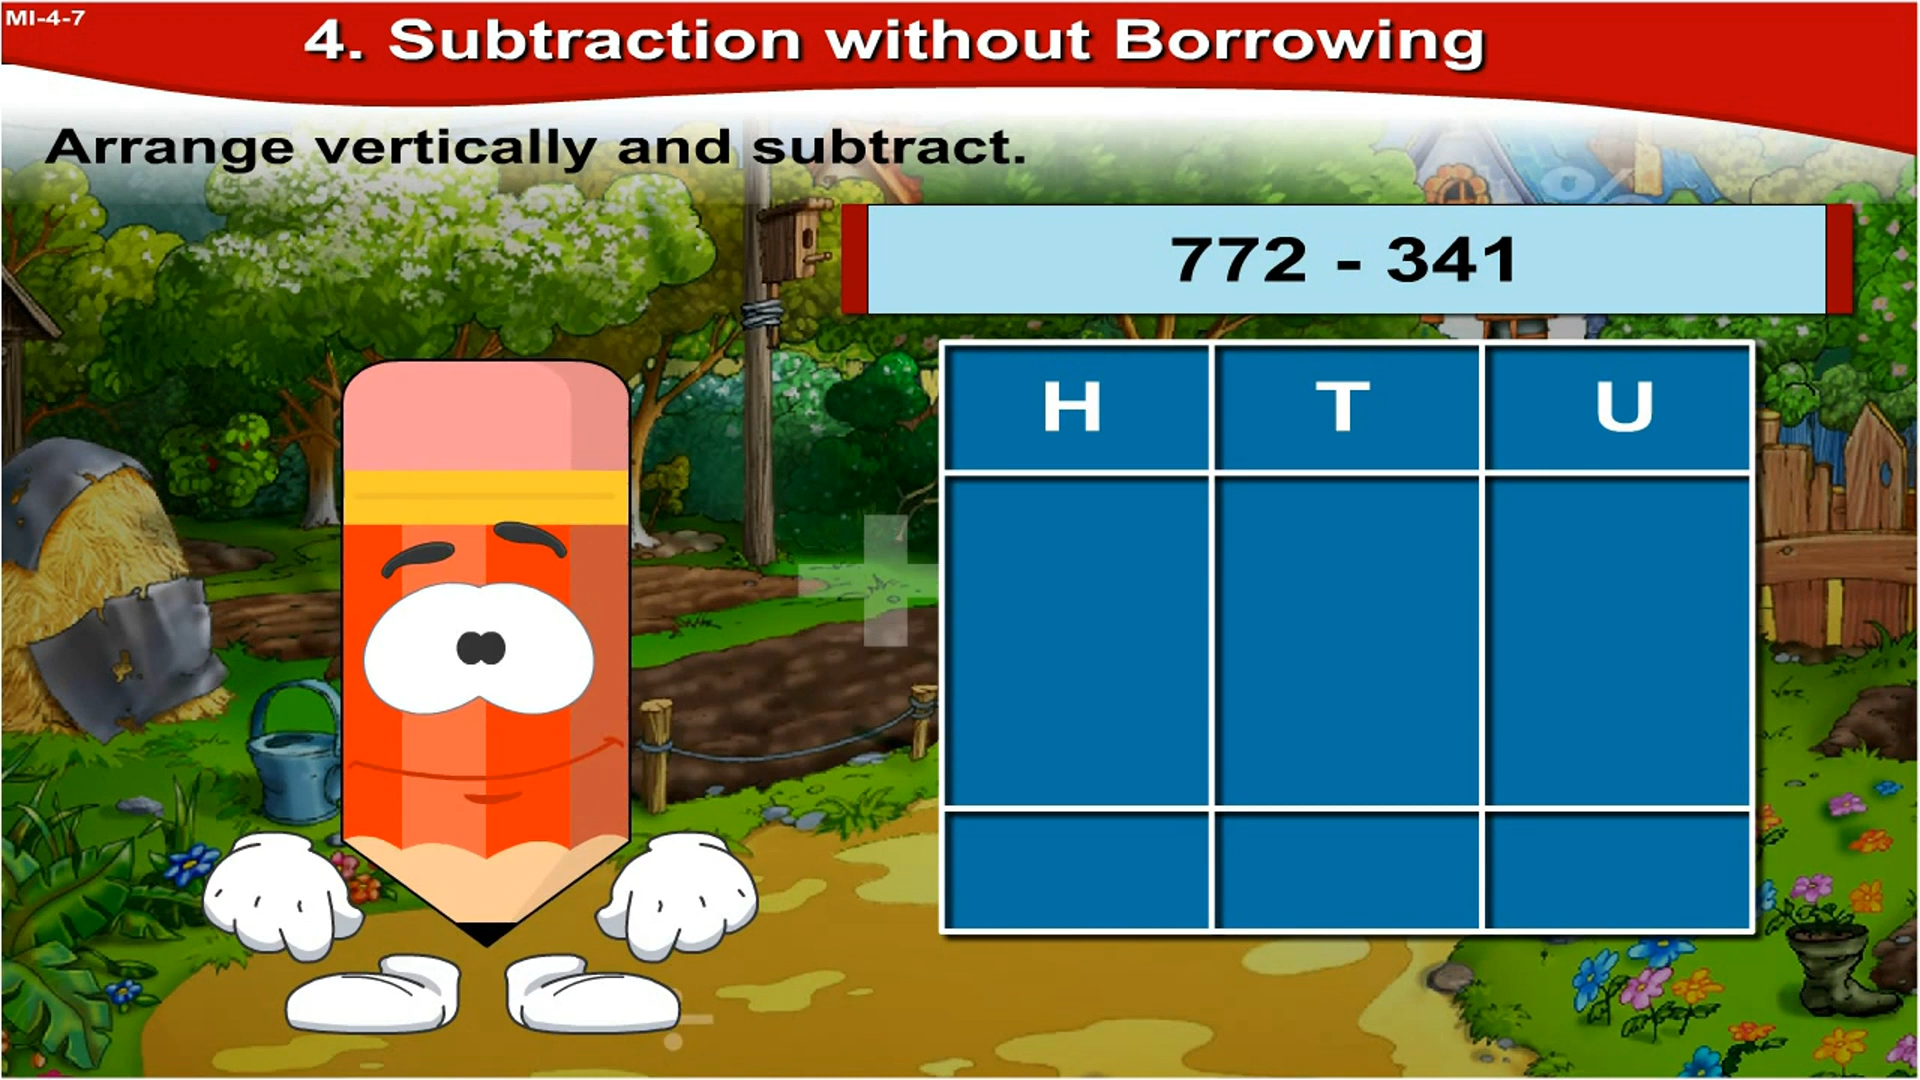 MI-4-7
4. Subtraction without Borrowing
Arrange vertically and subtract.
772 - 341
H T U